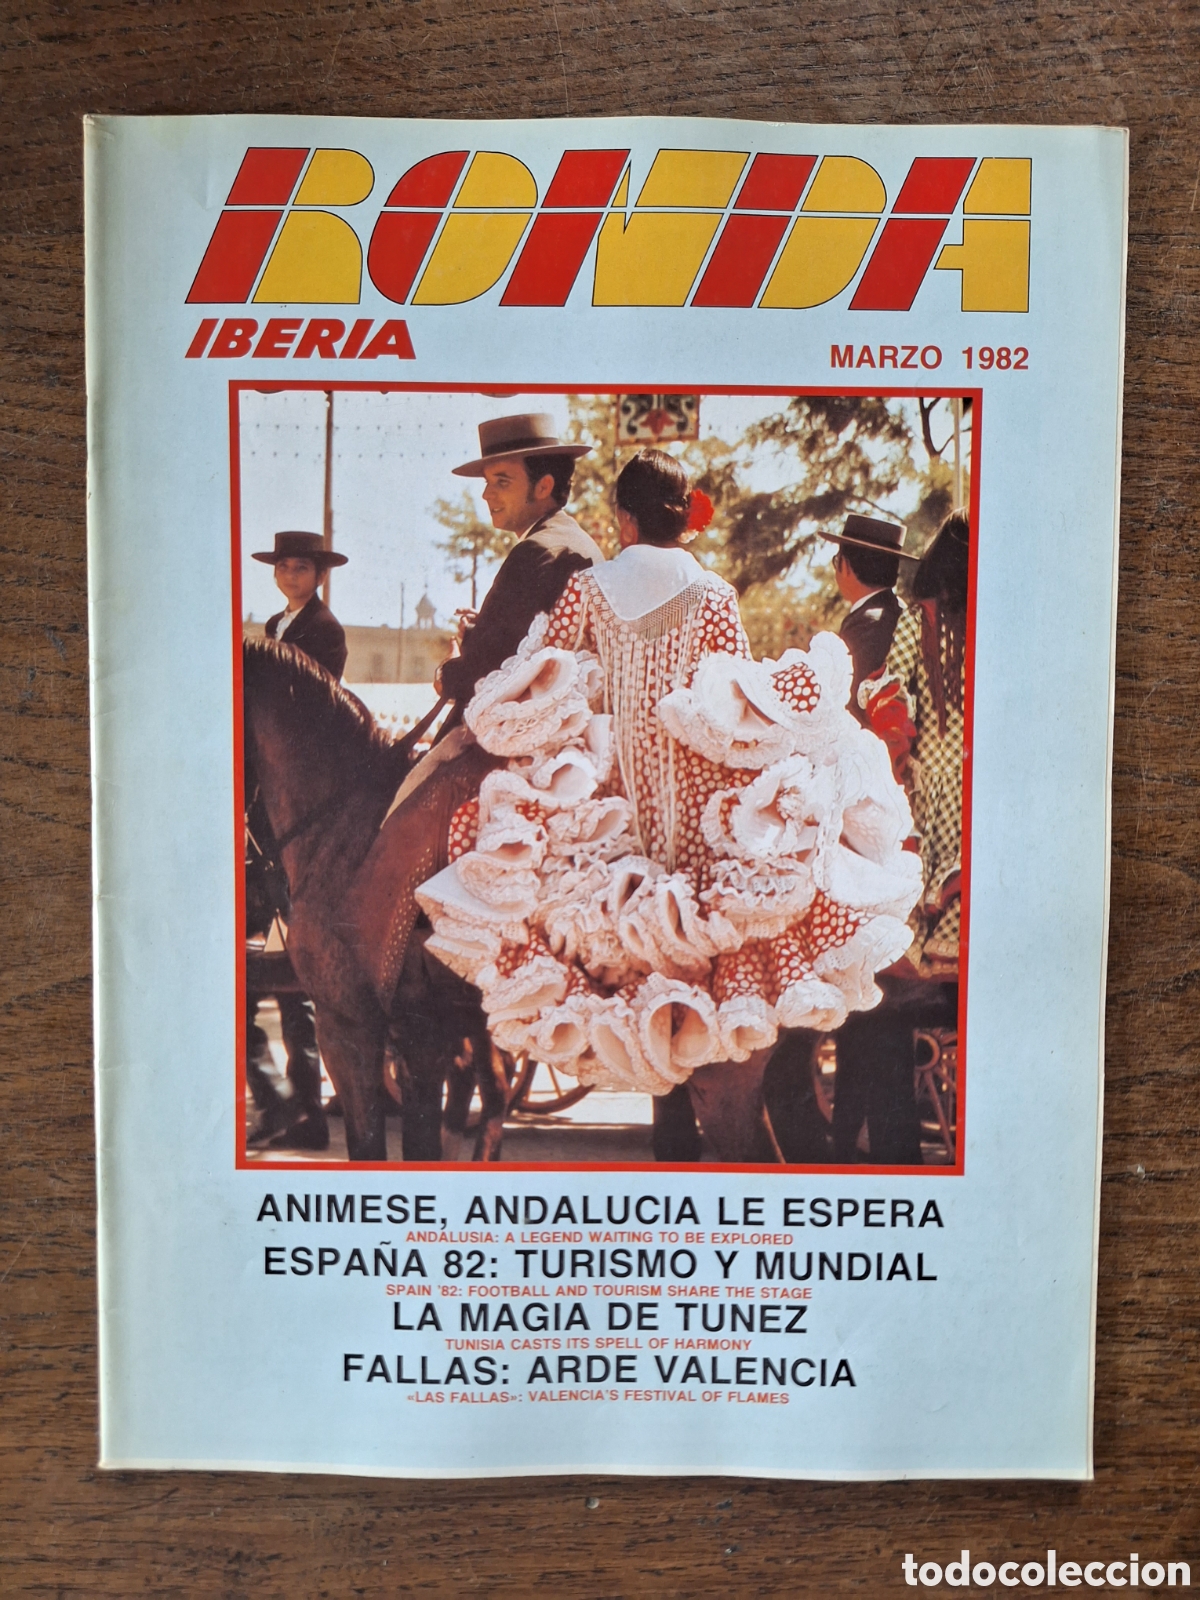 RONDA
IBERIA
MARZO 1982
ANIMESE, ANDALUCIA LE ESPERA
ANDALUSIA: A LEGEND WAITING TO BE EXPLORED
ESPAÑA 82: TURISMO Y MUNDIAL
SPAIN '82: FOOTBALL AND TOURISM SHARE THE STAGE
LA MAGIA DE TUNEZ
TUNISIA CASTS ITS SPELL OF HARMONY
FALLAS: ARDE VALENCIA
«LAS FALLAS»: VALENCIA'S FESTIVAL OF FLAMES
todocoleccion